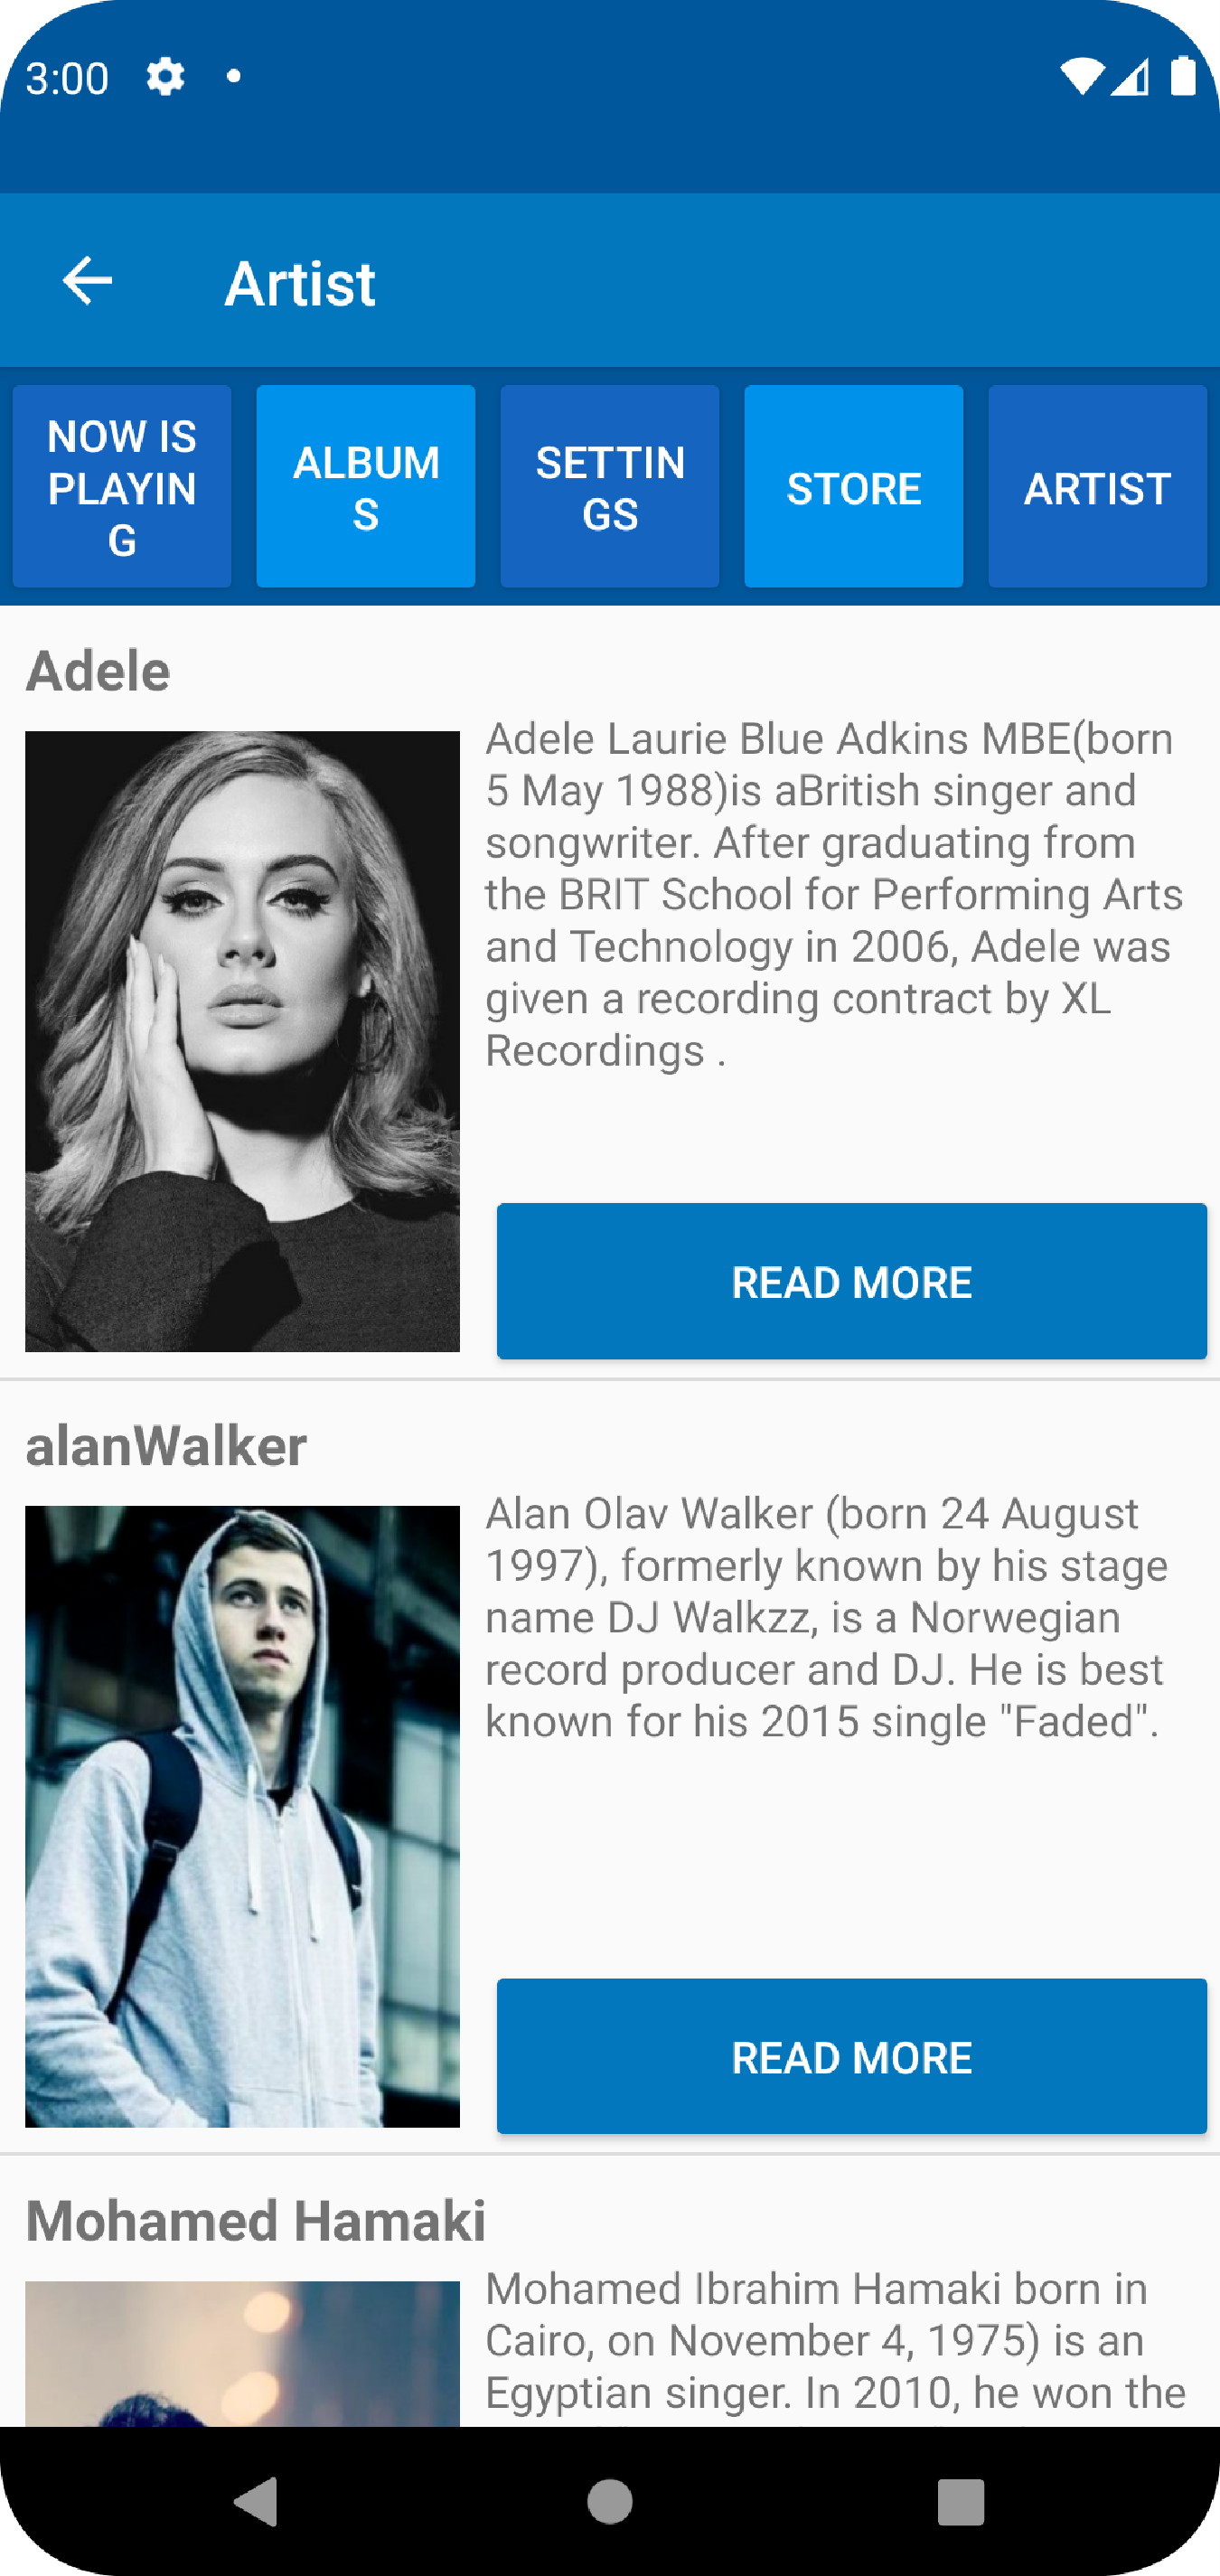 3:00
Artist
NOW IS
PLAYIN
G
ALBUM
S
SETTIN
GS
STORE
ARTIST
Adele
Adele Laurie Blue Adkins MBE(born
5 May 1988)is aBritish singer and
songwriter. After graduating from
the BRIT School for Performing Arts
and Technology in 2006, Adele was
given a recording contract by XL
Recordings .
READ MORE
alanWalker
Alan Olav Walker (born 24 August
1997), formerly known by his stage
name DJ Walkzz, is a Norwegian
record producer and DJ. He is best
known for his 2015 single "Faded".
READ MORE
Mohamed Hamaki
Mohamed Ibrahim Hamaki born in
Cairo, on November 4, 1975) is an
Egyptian singer. In 2010, he won the